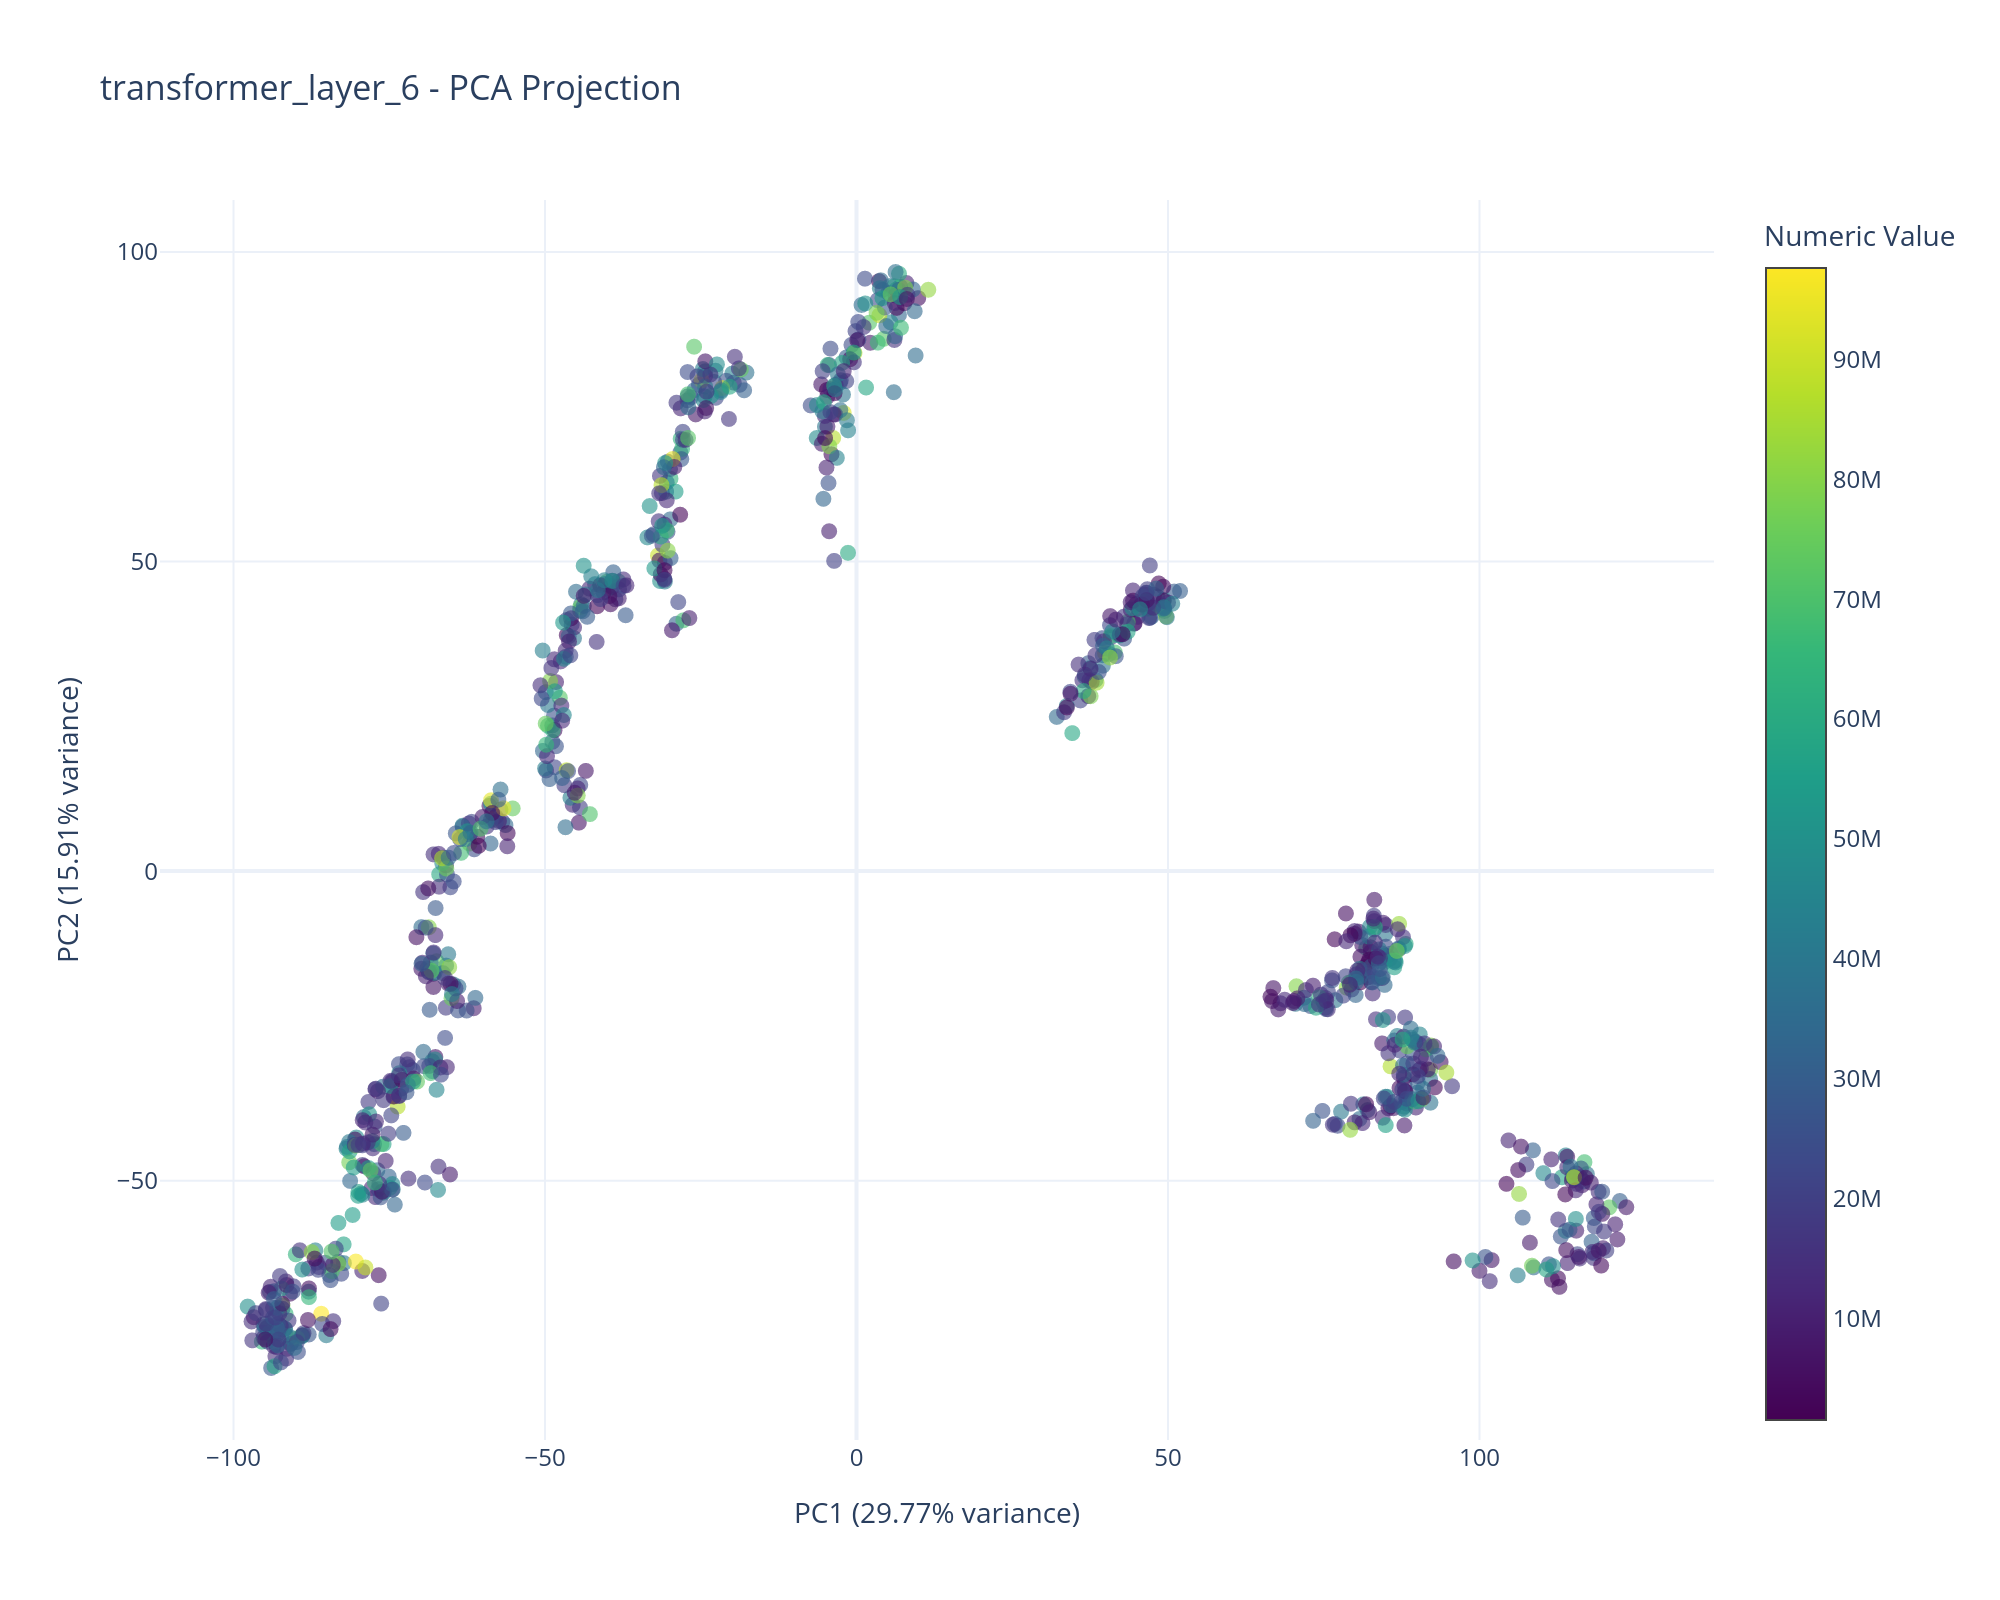 transformer_layer_6 - PCA Projection
Numeric Value
100
50
0
−50
−100
−50
0
50
100
PC1 (29.77% variance)
PC2 (15.91% variance)
90M
80M
70M
60M
50M
40M
30M
20M
10M